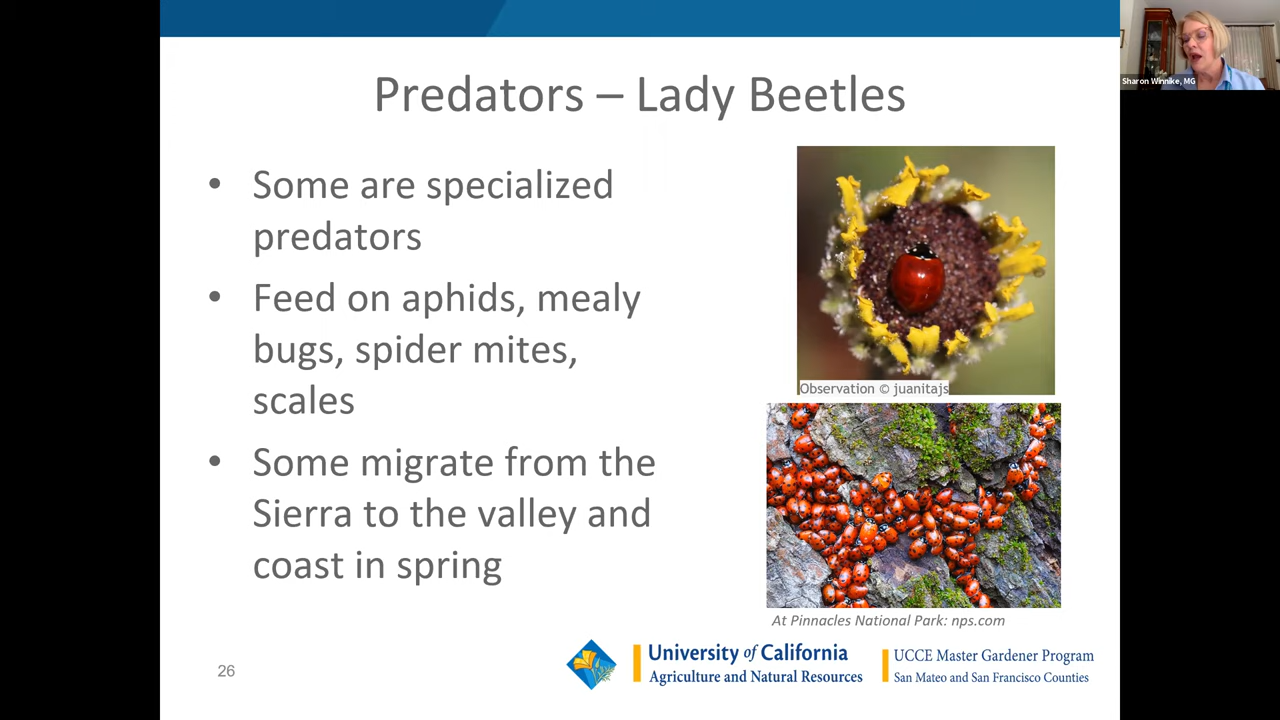 Predators – Lady Beetles
• Some are specialized
predators
• Feed on aphids, mealy
bugs, spider mites,
scales
• Some migrate from the
Sierra to the valley and
coast in spring
Observation © juanitajs
At Pinnacles National Park: nps.com
26
University of California
Agriculture and Natural Resources
UCCE Master Gardener Program
San Mateo and San Francisco Counties
Sharon Winnike, MG